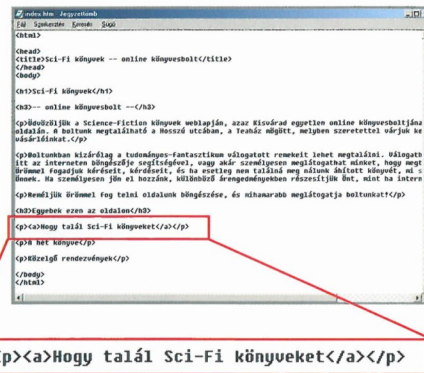 index.htm - Jegyzettömb
Fájl Szerkesztés Keresés Súgó
<html>
<head>
<title>Sci-Fi könyvek -- online könyvesbolt</title>
</head>
<body>
<h1>Sci-Fi könyvek</h1>
<h3>-- online könyvesbolt --</h3>
<p>Üdvözöljük a Science-Fiction könyvek weblapján, azaz Kisvárad egyetlen online könyvesboltjána
oldalán. A boltunk megtalálható a Hosszú utcában, a Teaház mögött, melyben szeretettel várjuk ke
vásárlóinkat.</p>
<p>Boltunkban kizárólag a tudományos-fantasztikum válogatott remekeit lehet megtalálni. Válogath
itt az interneten böngészője segítségével, vagy akár személyesen meglátogathat minket, hogy megt
Örömmel fogadjuk kéréseit, kérdéseit, és ha esetleg nem találná meg nálunk áhított könyvét, mi s
Önnek. Ha személyesen jön el hozzánk, különböző árengedményekben részesítjük Önt, mint ha intern
<p>Reméljük örömmel fog telni oldalunk böngészése, és mihamarabb meglátogatja boltunkat!</p>
<h3>Egyebek ezen az oldalon</h3>
<p><a>Hogy talál Sci-Fi könyveket</a></p>
<p>A hét könyve</p>
<p>Közelgő rendezvények</p>
</body>
</html>
<p><a>Hogy talál Sci-Fi könyveket</a></p>